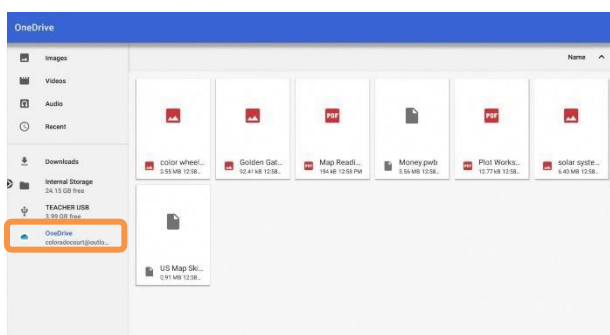 OneDrive
Images
Videos
Audio
Recent
Downloads
Internal Storage
24.15 GB free
TEACHER USB
3.99 GB free
OneDrive
coloradocourt@outlo...
Name
color wheel...
0.55 MB 12:58...
Golden Gat...
92.41 kB 12:58...
PDF
Map Readi...
194 kB 12:58 PM
Money.pwb
3.56 MB 12:58...
PDF
Plot Works...
12.77 kB 12:58...
solar syste...
6.40 MB 12:58...
US Map Ski...
0.91 MB 12:58...